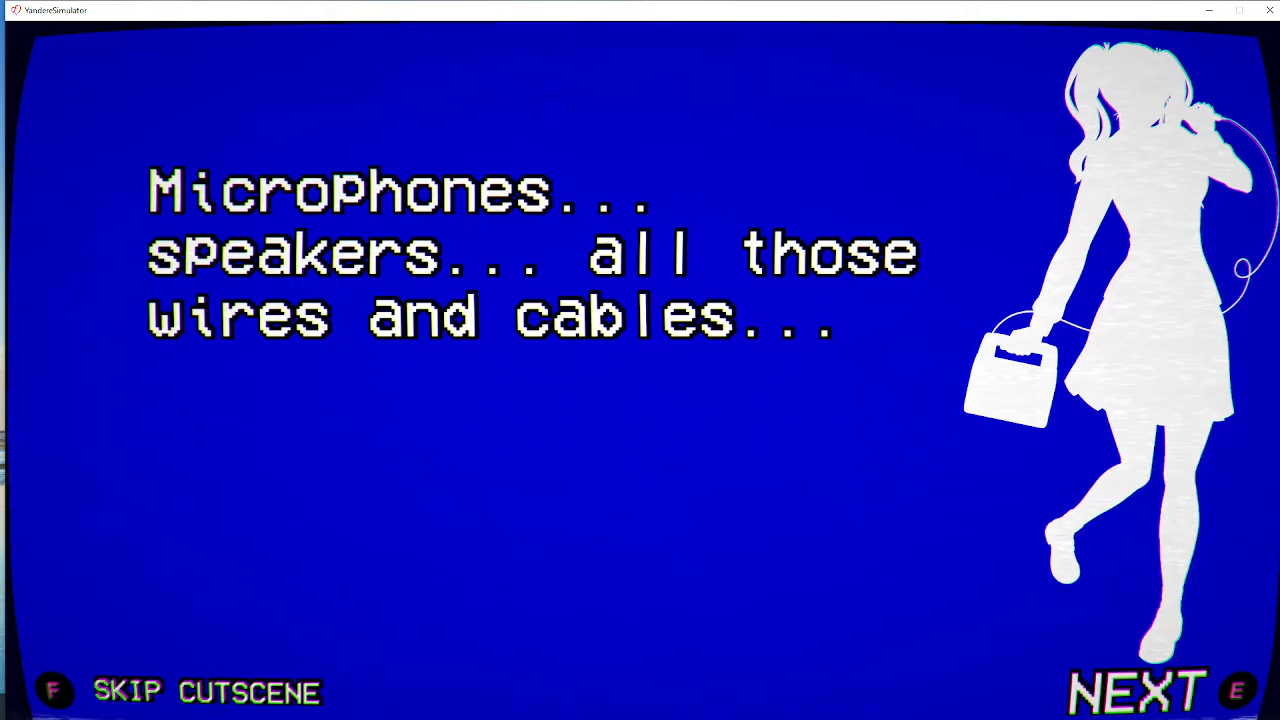 YandereSimulator
Microphones...
speakers... all those
wires and cables...
F SKIP CUTSCENE
NEXT E